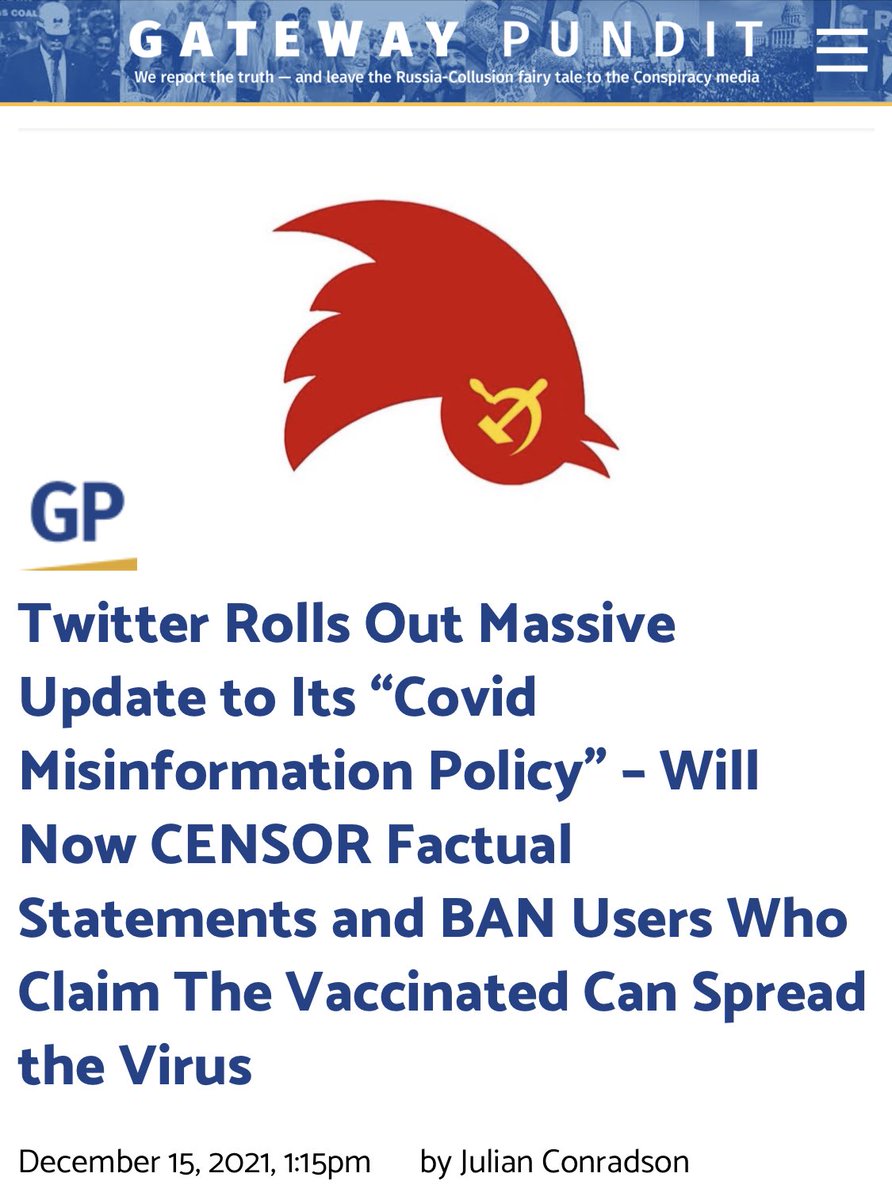 GATEWAY PUNDIT
We report the truth — and leave the Russia-Collusion fairy tale to the Conspiracy media
GP
Twitter Rolls Out Massive
Update to Its “Covid
Misinformation Policy” – Will
Now CENSOR Factual
Statements and BAN Users Who
Claim The Vaccinated Can Spread
the Virus
December 15, 2021, 1:15pm by Julian Conradson